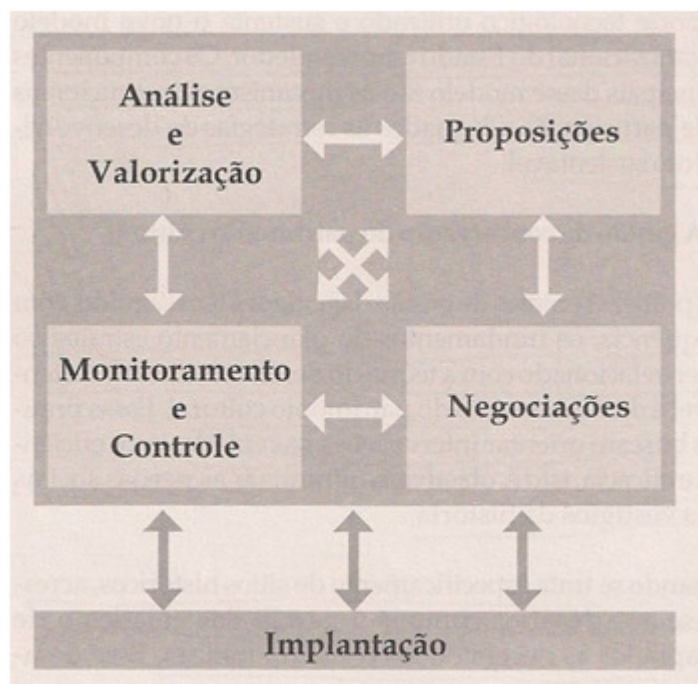 Análise
e
Valorização
Proposições
Monitoramento
e
Controle
Negociações
Implantação